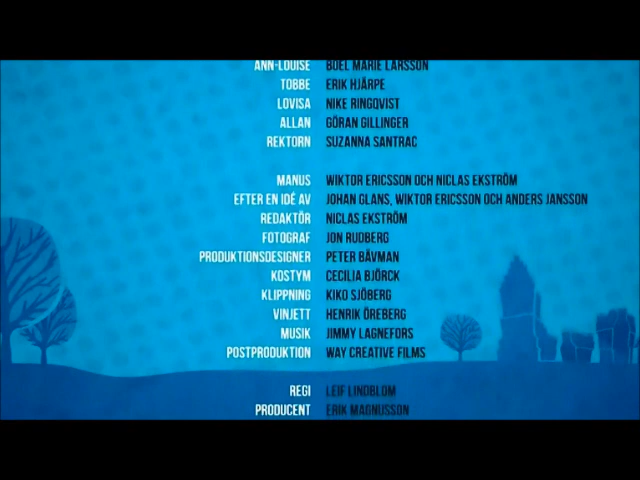 ANN-LOUISE BUEL MARIE LARSSON
TOBBE ERIK HJÄRPE
LOVISA NIKE RINGQVIST
ALLAN GÖRAN GILLINGER
REKTORN SUZANNA SANTRAC
MANUS WIKTOR ERICSSON OCH NICLAS EKSTRÖM
EFTER EN IDÉ AV JOHAN GLANS, WIKTOR ERICSSON OCH ANDERS JANSSON
REDAKTÖR NICLAS EKSTRÖM
FOTOGRAF JON RUDBERG
PRODUKTIONSDESIGNER PETER BÄVMAN
KOSTYM CECILIA BJÖRCK
KLIPPNING KIKO SJÖBERG
VINJETT HENRIK ÖREBERG
MUSIK JIMMY LAGNEFORS
POSTPRODUKTION WAY CREATIVE FILMS
REGI LEIF LINDBLOM
PRODUCENT ERIK MAGNUSSON